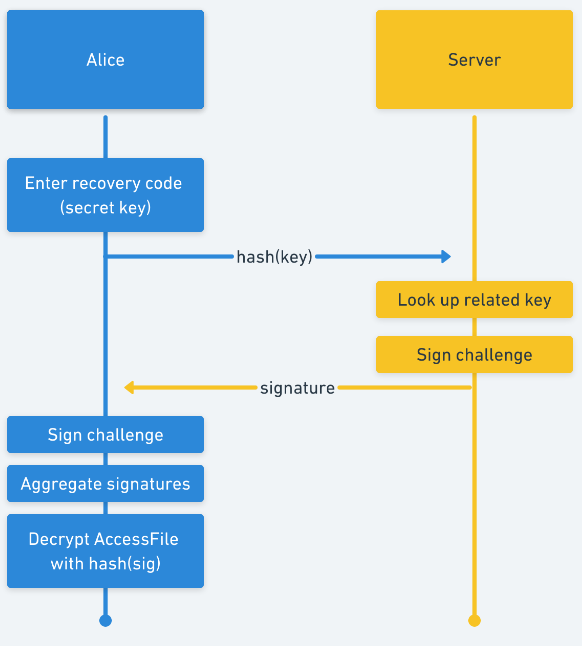 Alice
Server
Enter recovery code
(secret key)
hash(key)
Look up related key
Sign challenge
signature
Sign challenge
Aggregate signatures
Decrypt AccessFile
with hash(sig)